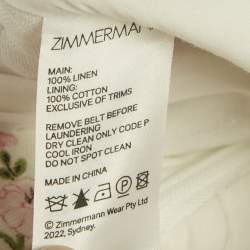 ZIMMERMANN
MAIN:
100% LINEN
LINING:
100% COTTON
EXCLUSIVE OF TRIMS
REMOVE BELT BEFORE
LAUNDERING
DRY CLEAN ONLY CODE P
COOL IRON
DO NOT SPOT CLEAN
MADE IN CHINA
P
© Zimmermann Wear Pty Ltd
2022, Sydney.